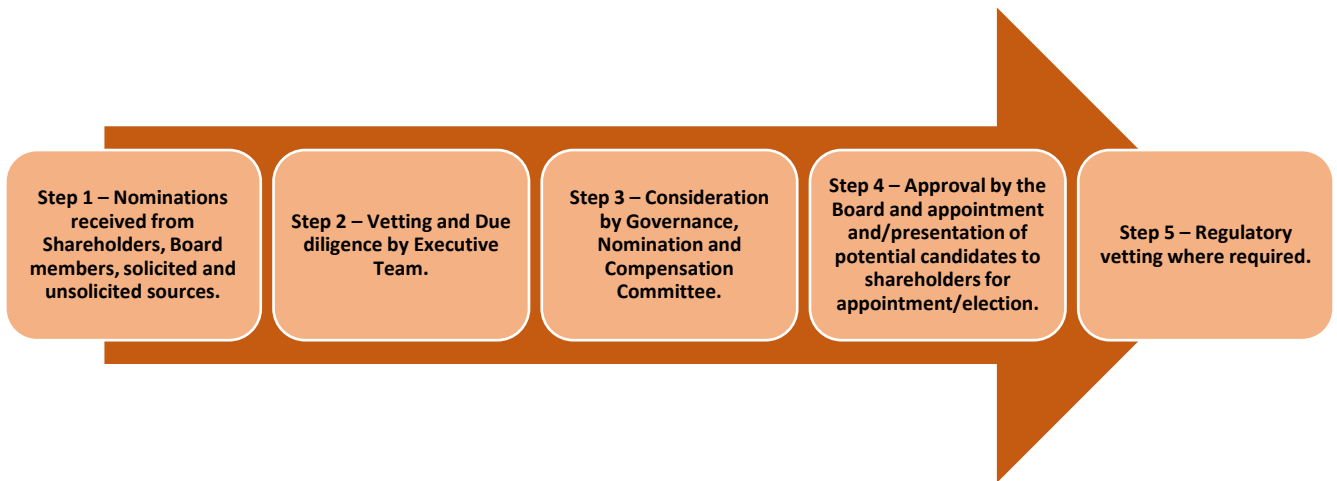 Step 1 – Nominations
received from
Shareholders, Board
members, solicited and
unsolicited sources.
Step 2 – Vetting and Due
diligence by Executive
Team.
Step 3 – Consideration
by Governance,
Nomination and
Compensation
Committee.
Step 4 – Approval by the
Board and appointment
and/presentation of
potential candidates to
shareholders for
appointment/election.
Step 5 – Regulatory
vetting where required.